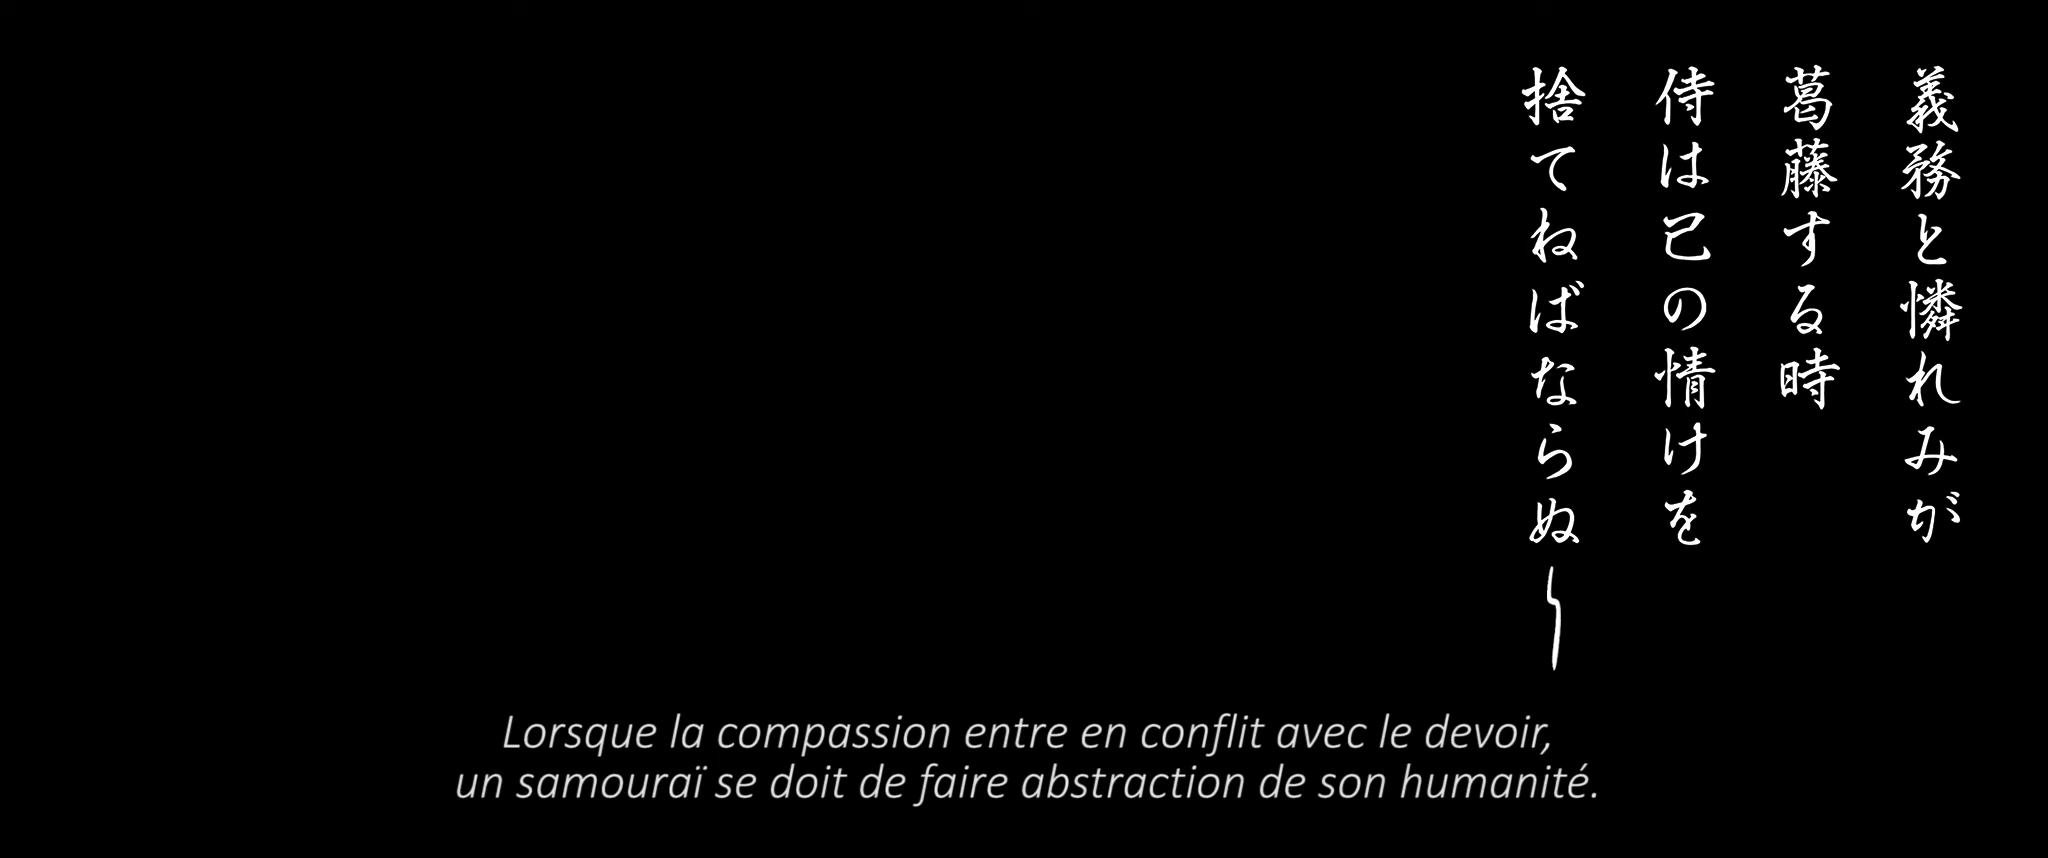 義務と憐れみが
葛藤する時
侍は己の情けを
捨てねばならぬ—
Lorsque la compassion entre en conflit avec le devoir,
un samouraï se doit de faire abstraction de son humanité.